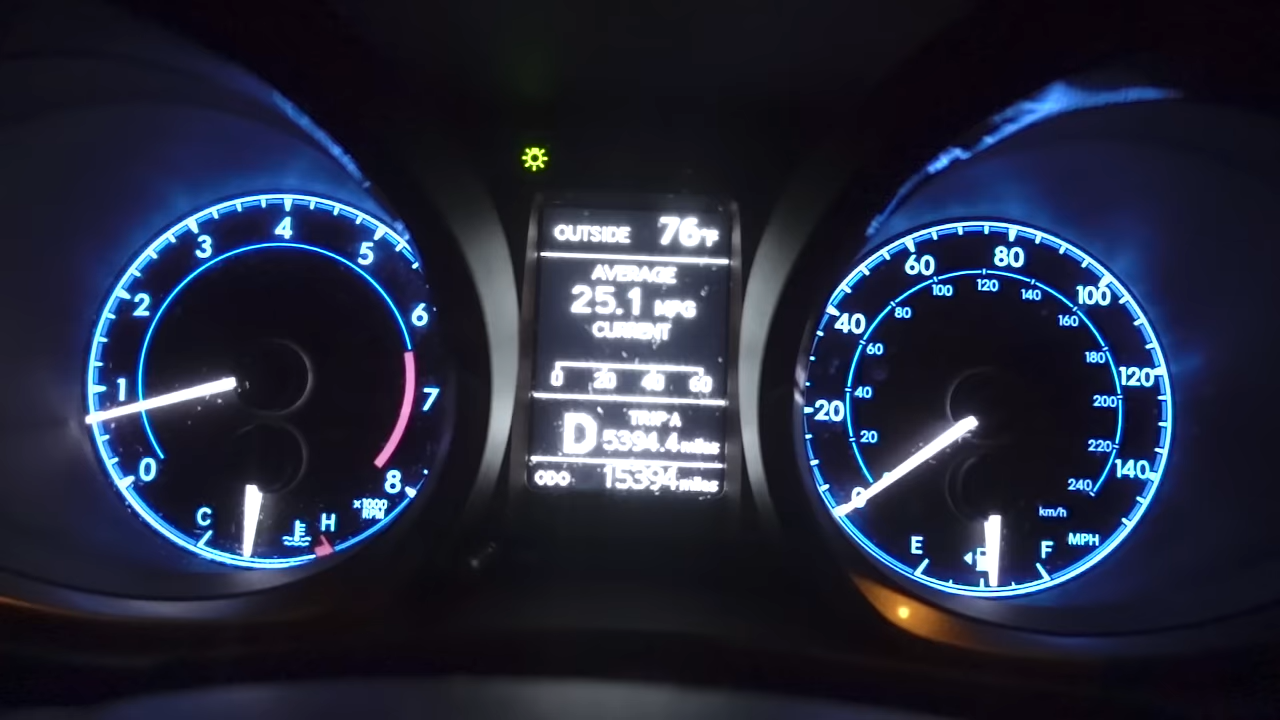 OUTSIDE 76°F
AVERAGE
25.1 MPG
CURRENT
0 20 40 60
TRIP A
D 5394.4 miles
ODO 15394 miles
0 1 2 3 4 5 6 7 8
x1000
RPM
C H
0 20 40 60 80 100 120 140
20 40 60 80 100 120 140 160 180 200 220 240
km/h
MPH
E F